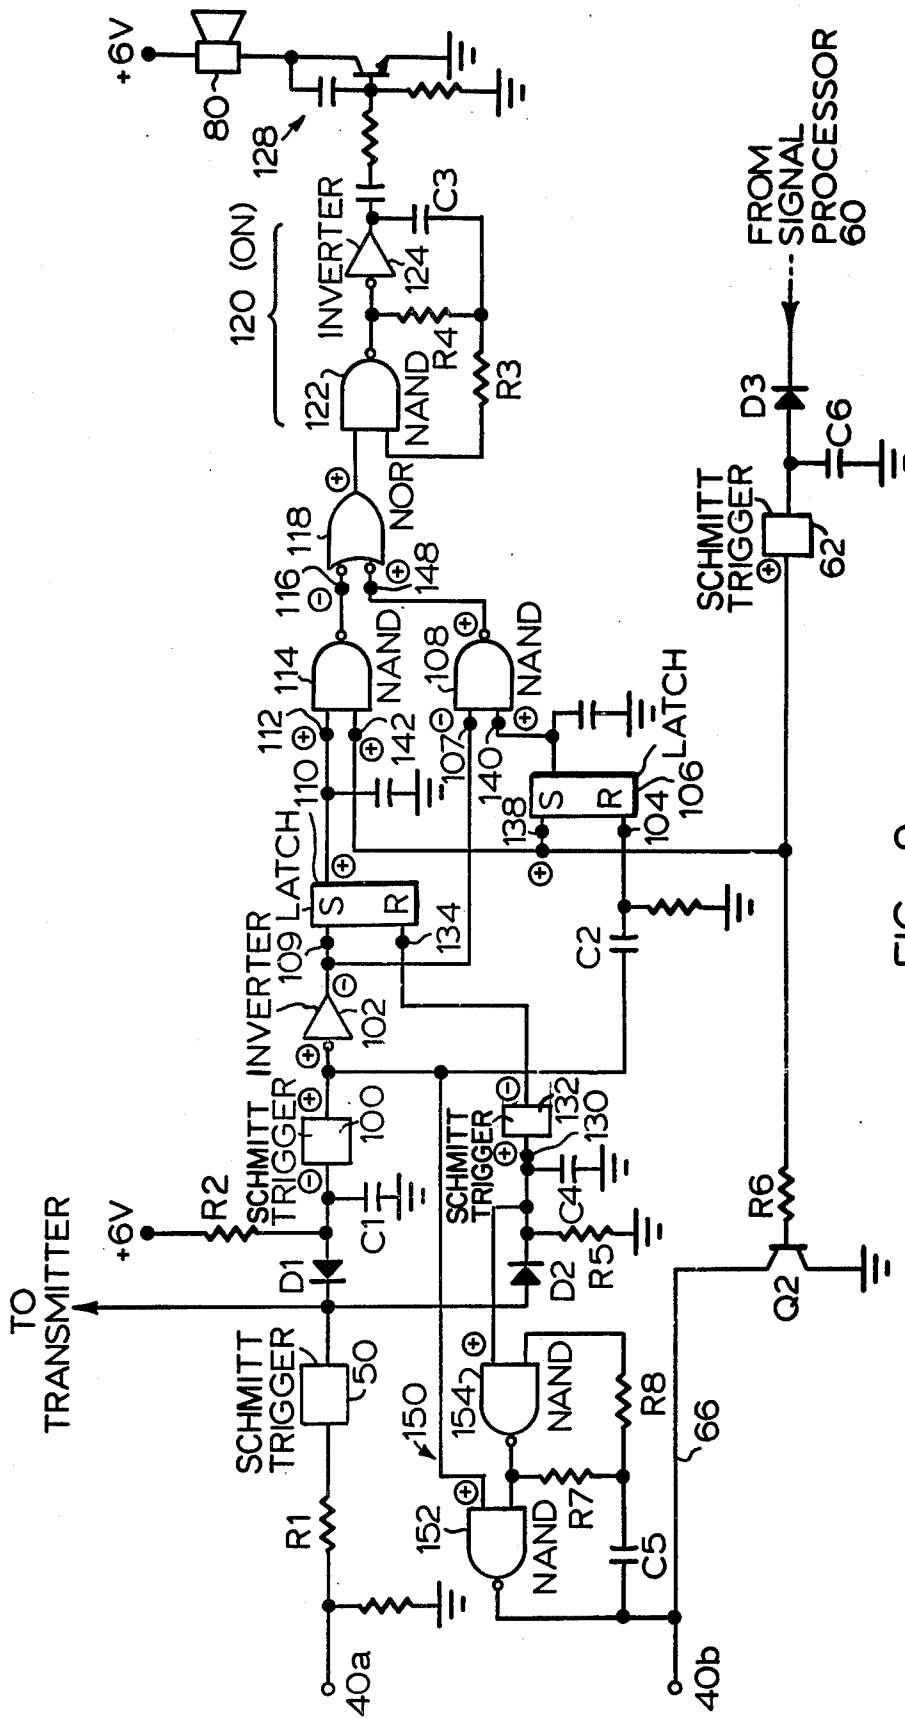 TO
TRANSMITTER
+6V
R2
SCHMITT
TRIGGER
50
D1
C1
SCHMITT
TRIGGER
100
INVERTER
102
109
LATCH
S
R
134
110
112
142
114
NAND
116
148
118
NOR
122
NAND
120 (ON)
INVERTER
124
R4
R3
C3
128
80
+6V
R1
40a
150
152
NAND
154
NAND
R7
R8
C5
66
40b
D2
R5
C4
130
SCHMITT
TRIGGER
132
C2
107
140
108
NAND
138
S
R
104
106
LATCH
R6
Q2
SCHMITT
TRIGGER
62
C6
D3
FROM
SIGNAL
PROCESSOR
60